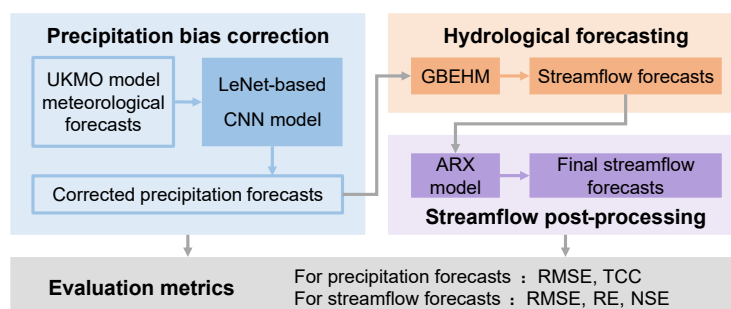 Precipitation bias correction
UKMO model
meteorological
forecasts
LeNet-based
CNN model
Corrected precipitation forecasts
Hydrological forecasting
GBEHM
Streamflow forecasts
ARX
model
Final streamflow
forecasts
Streamflow post-processing
Evaluation metrics
For precipitation forecasts：RMSE, TCC
For streamflow forecasts：RMSE, RE, NSE